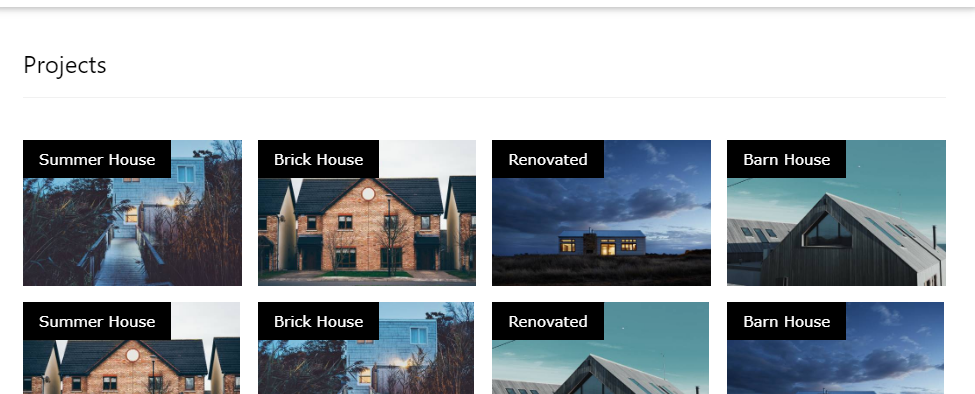 Projects
Summer House
Brick House
Renovated
Barn House
Summer House
Brick House
Renovated
Barn House